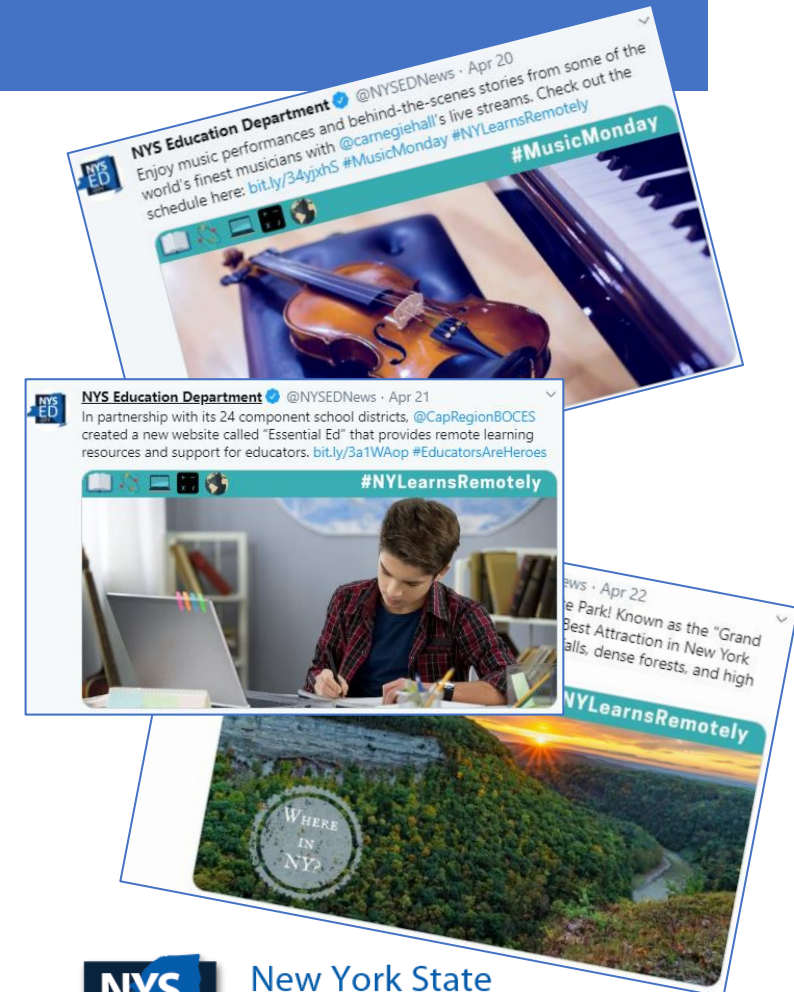 NYS Education Department @NYSEDNews · Apr 20
Enjoy music performances and behind-the-scenes stories from some of the
world's finest musicians with @carnegiehall's live streams. Check out the
schedule here: bit.ly/34yjxhS #MusicMonday #NYLearnsRemotely
#MusicMonday
NYS
ED
NYS Education Department @NYSEDNews · Apr 21
In partnership with its 24 component school districts, @CapRegionBOCES
created a new website called "Essential Ed" that provides remote learning
resources and support for educators. bit.ly/3a1WAop #EducatorsAreHeroes
NYS
ED
#NYLearnsRemotely
ews · Apr 22
e Park! Known as the "Grand
Best Attraction in New York
alls, dense forests, and high
NYLearnsRemotely
WHERE
IN
NY?
NYS
New York State